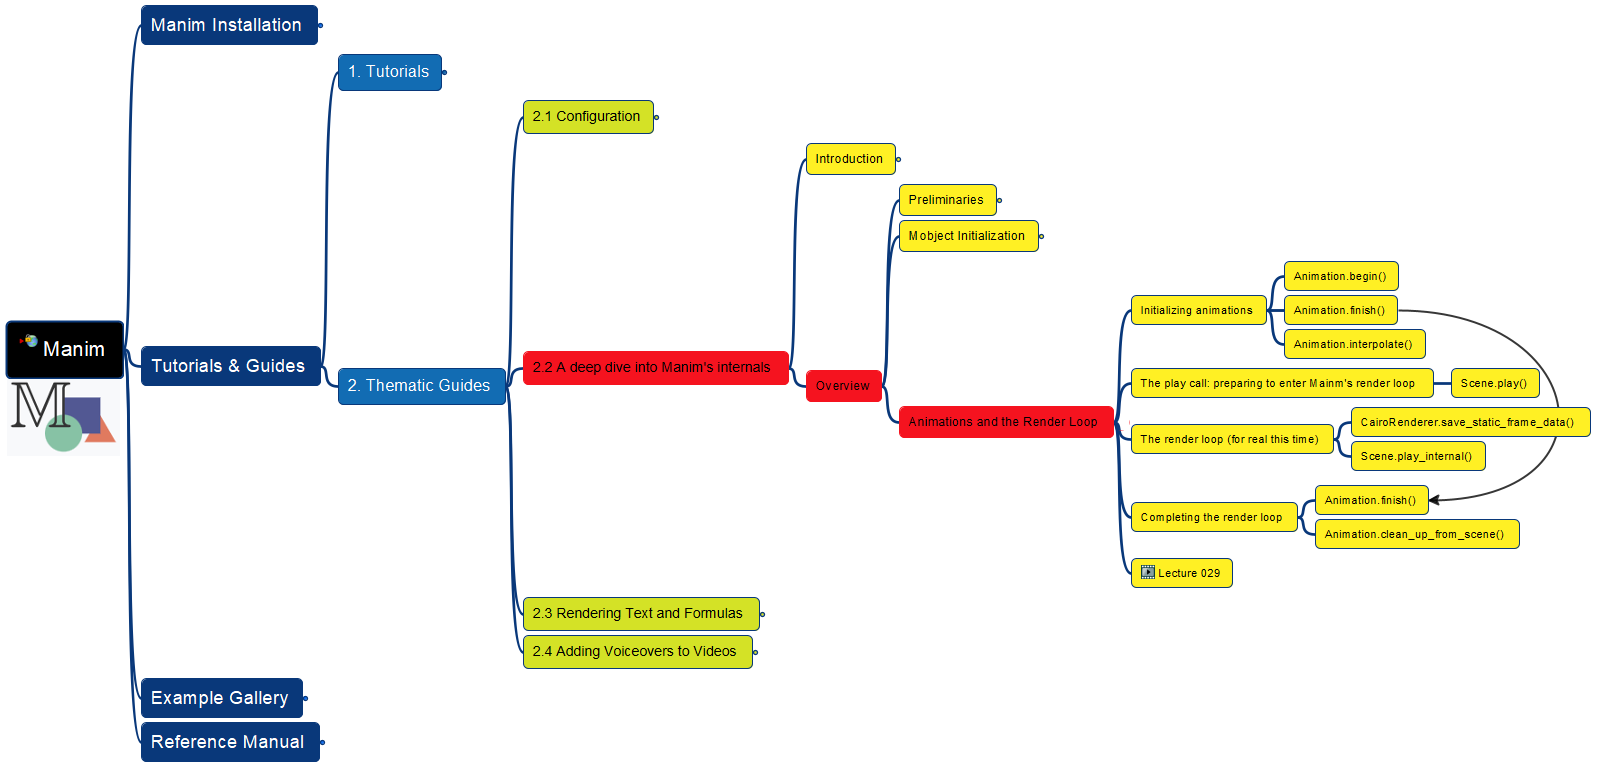 Manim Installation
1. Tutorials
2.1 Configuration
Introduction
Preliminaries
Mobject Initialization
Animation.begin()
Initializing animations
Animation.finish()
Animation.interpolate()
Manim
Tutorials & Guides
2. Thematic Guides
2.2 A deep dive into Manim's internals
Overview
The play call: preparing to enter Mainm's render loop
Scene.play()
Animations and the Render Loop
CairoRenderer.save_static_frame_data()
The render loop (for real this time)
Scene.play_internal()
M
Animation.finish()
Completing the render loop
Animation.clean_up_from_scene()
Lecture 029
2.3 Rendering Text and Formulas
2.4 Adding Voiceovers to Videos
Example Gallery
Reference Manual